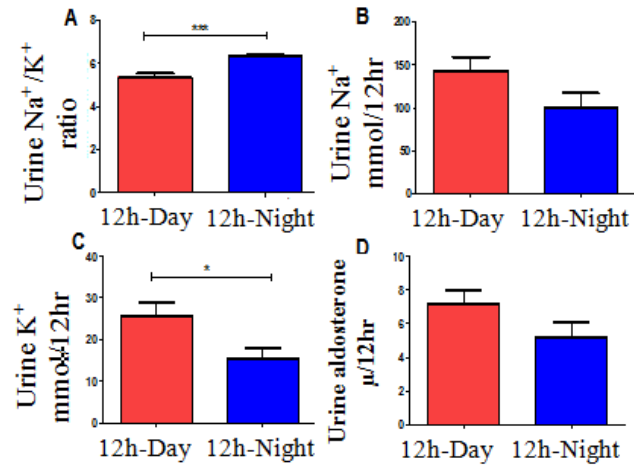 A
***
Urine Na⁺/K⁺
ratio
8
6
4
2
0
12h-Day 12h-Night
B
Urine Na⁺
mmol/12hr
200
150
100
50
0
12h-Day 12h-Night
C
*
Urine K⁺
mmol/12hr
40
30
20
10
0
12h-Day 12h-Night
D
Urine aldosterone
µ/12hr
10
8
6
4
2
0
12h-Day 12h-Night